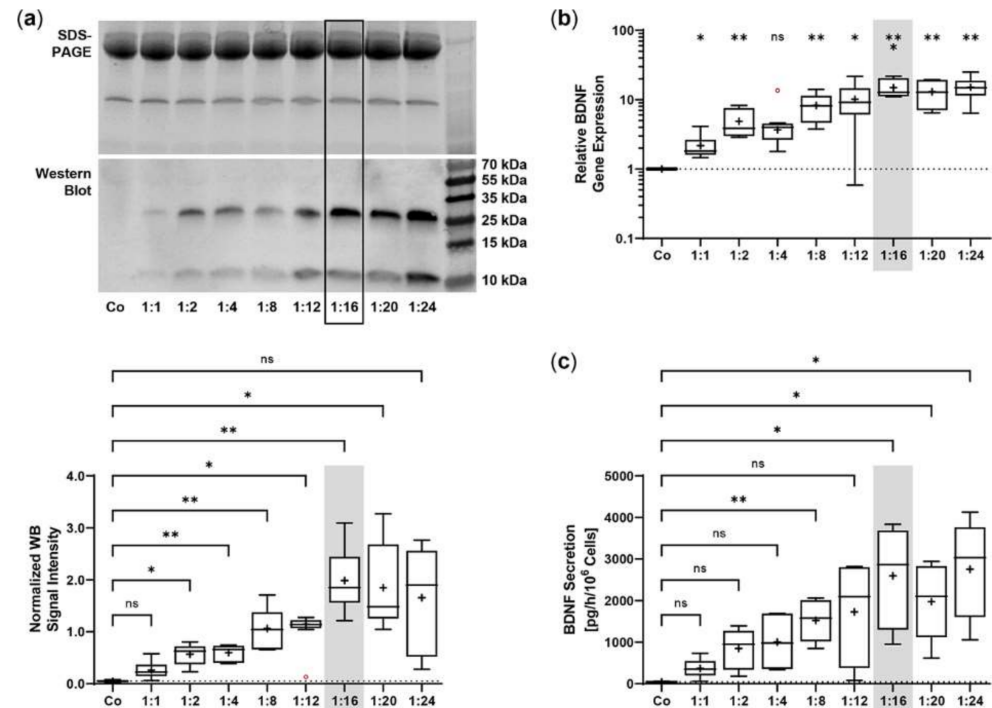 (a)
SDS-
PAGE
Western
Blot
70 kDa
55 kDa
35 kDa
25 kDa
15 kDa
10 kDa
Co 1:1 1:2 1:4 1:8 1:12 1:16 1:20 1:24
(b)
Relative BDNF
Gene Expression
100
10
1
0.1
* ** ns ** * ** ** **
*
Co 1:1 1:2 1:4 1:8 1:12 1:16 1:20 1:24
ns
*
**
*
**
**
*
ns
Normalized WB
Signal Intensity
4.0
3.0
2.0
1.0
0.0
Co 1:1 1:2 1:4 1:8 1:12 1:16 1:20 1:24
(c)
*
*
*
ns
**
ns
ns
ns
BDNF Secretion
[pg/h/10⁶ Cells]
5000
4000
3000
2000
1000
0
Co 1:1 1:2 1:4 1:8 1:12 1:16 1:20 1:24